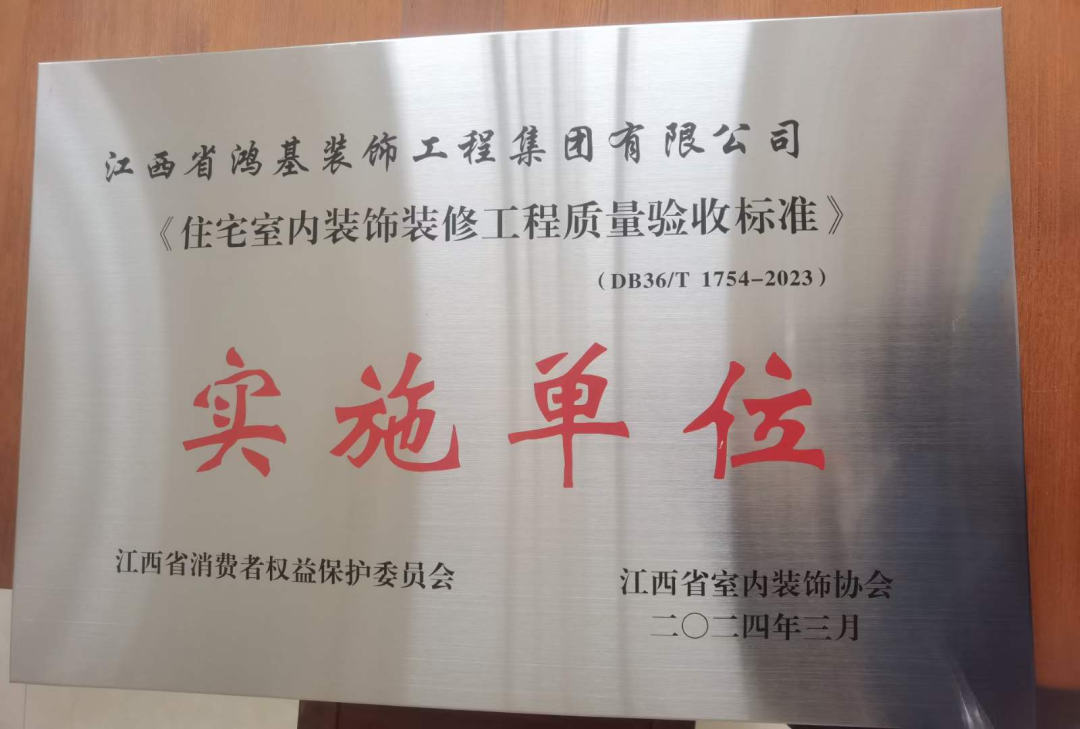 江西省鸿基装饰工程集团有限公司
《住宅室内装饰装修工程质量验收标准》
（DB36/T 1754-2023）
实施单位
江西省消费者权益保护委员会
江西省室内装饰协会
二〇二四年三月